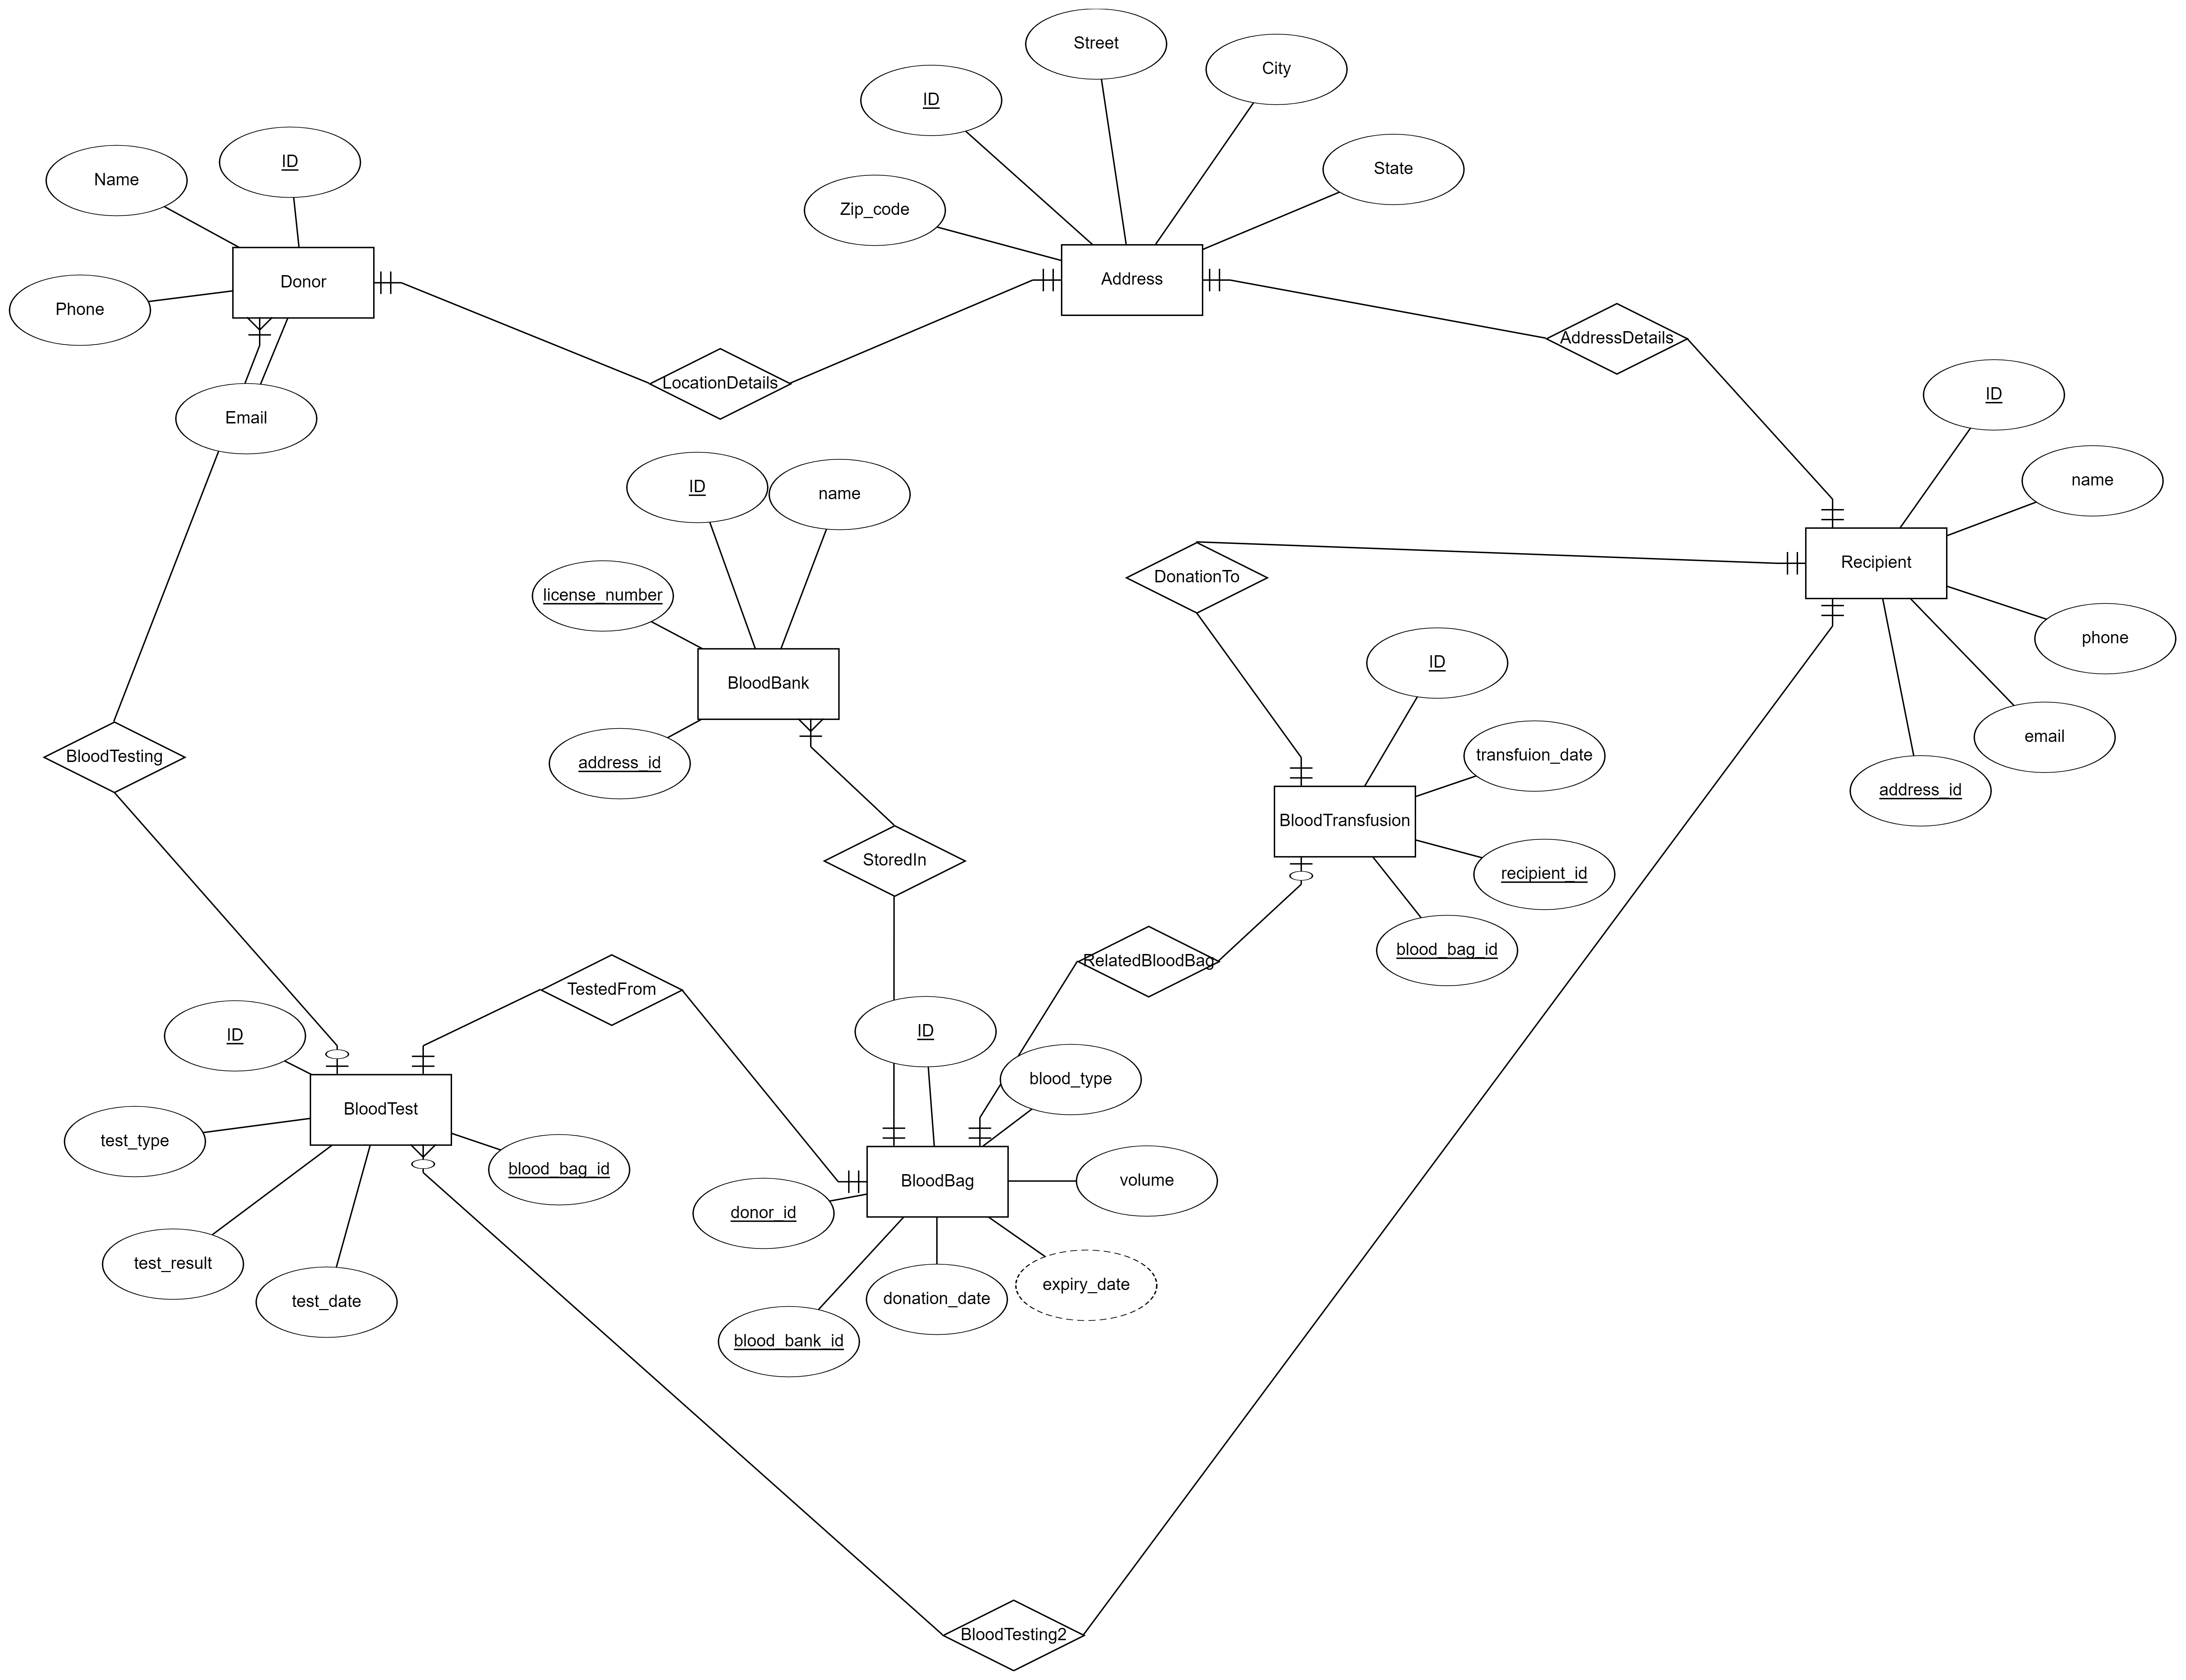 Street
City
ID
State
ID
Name
Zip_code
Address
Donor
Phone
AddressDetails
LocationDetails
ID
Email
name
ID
name
Recipient
DonationTo
license_number
phone
ID
BloodBank
email
transfuion_date
BloodTesting
address_id
address_id
BloodTransfusion
StoredIn
recipient_id
blood_bag_id
RelatedBloodBag
TestedFrom
ID
ID
blood_type
BloodTest
test_type
blood_bag_id
BloodBag
volume
donor_id
test_result
expiry_date
donation_date
test_date
blood_bank_id
BloodTesting2